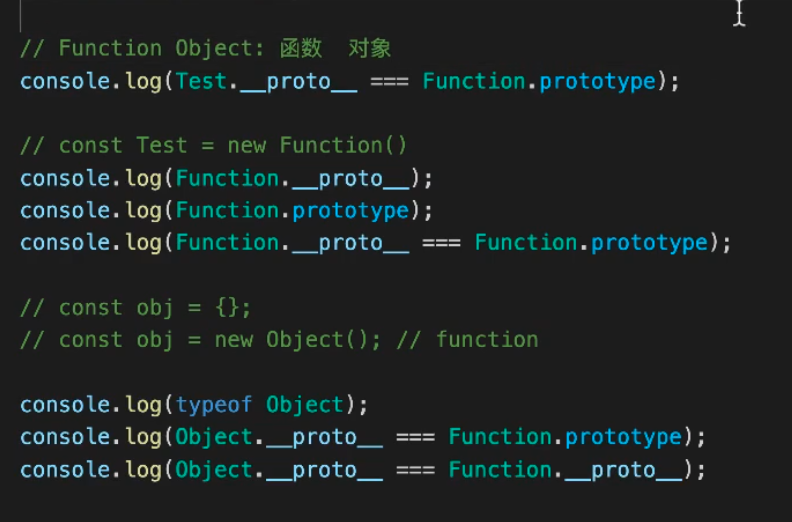 // Function Object: 函数 对象
console.log(Test.__proto__ === Function.prototype);
// const Test = new Function()
console.log(Function.__proto__);
console.log(Function.prototype);
console.log(Function.__proto__ === Function.prototype);
// const obj = {};
// const obj = new Object(); // function
console.log(typeof Object);
console.log(Object.__proto__ === Function.prototype);
console.log(Object.__proto__ === Function.__proto__);